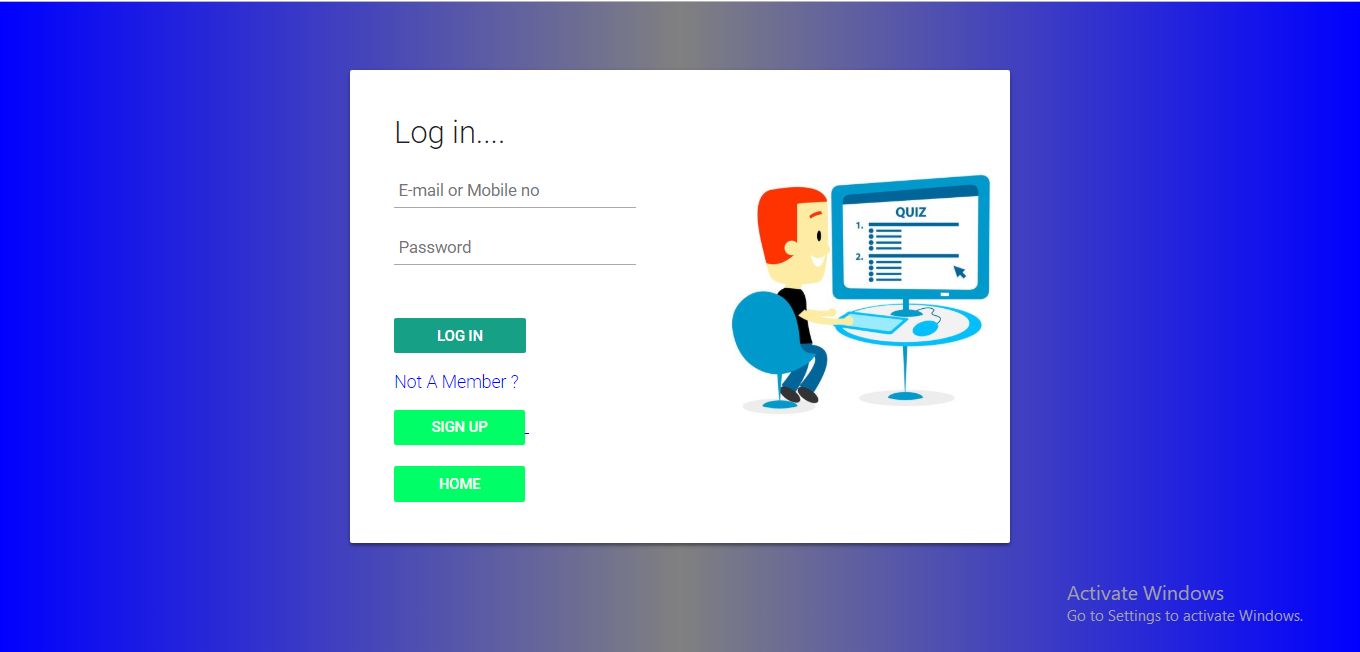 Log in....
E-mail or Mobile no
Password
LOG IN
Not A Member ?
SIGN UP
HOME
QUIZ
1.
2.
Activate Windows
Go to Settings to activate Windows.